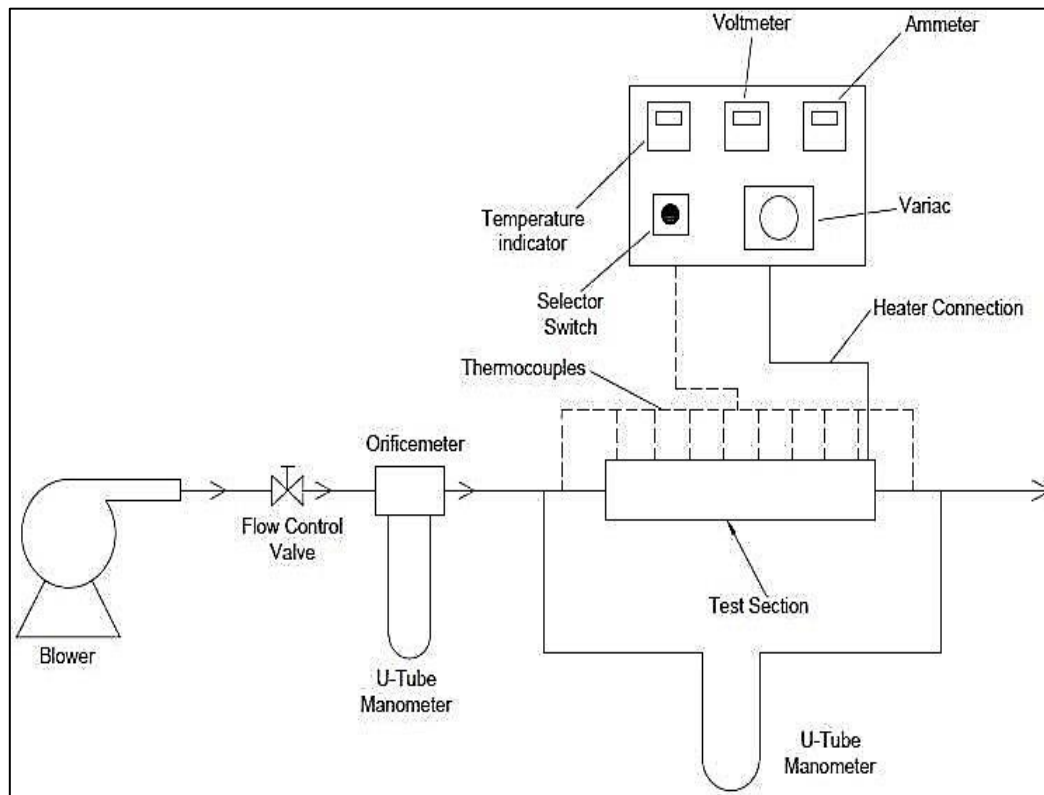 Voltmeter
Ammeter
Temperature
indicator
Variac
Selector
Switch
Heater Connection
Thermocouples
Orificemeter
Flow Control
Valve
Test Section
Blower
U-Tube
Manometer
U-Tube
Manometer